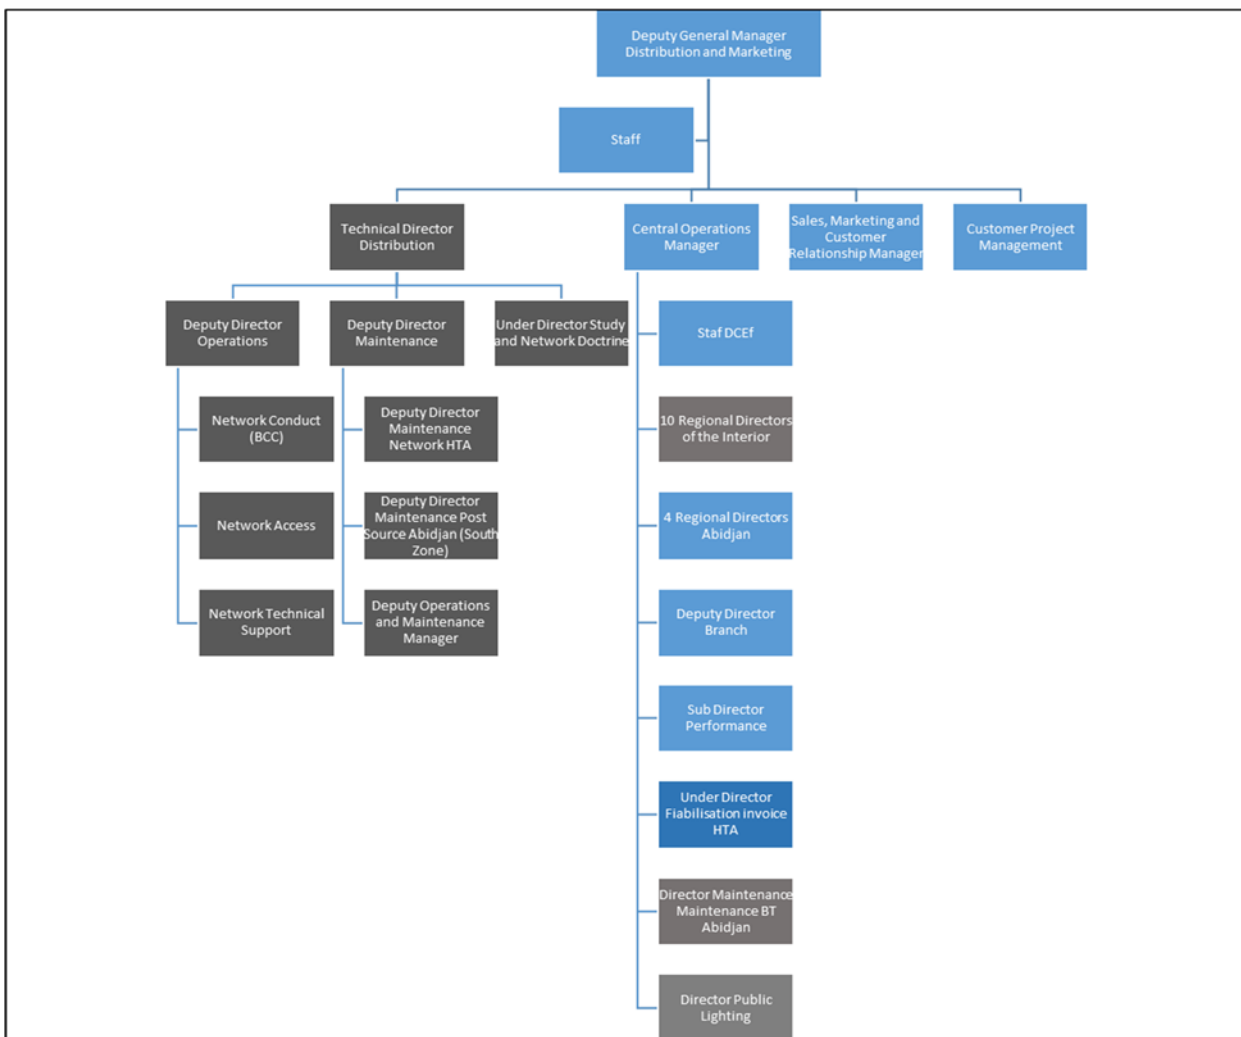 Deputy General Manager
Distribution and Marketing
Staff
Technical Director
Distribution
Central Operations
Manager
Sales, Marketing and
Customer
Relationship Manager
Customer Project
Management
Deputy Director
Operations
Deputy Director
Maintenance
Under Director Study
and Network Doctrine
Staf DCEf
Network Conduct
(BCC)
Deputy Director
Maintenance
Network HTA
10 Regional Directors
of the Interior
Network Access
Deputy Director
Maintenance Post
Source Abidjan (South
Zone)
4 Regional Directors
Abidjan
Network Technical
Support
Deputy Operations
and Maintenance
Manager
Deputy Director
Branch
Sub Director
Performance
Under Director
Fiabilisation invoice
HTA
Director Maintenance
Maintenance BT
Abidjan
Director Public
Lighting